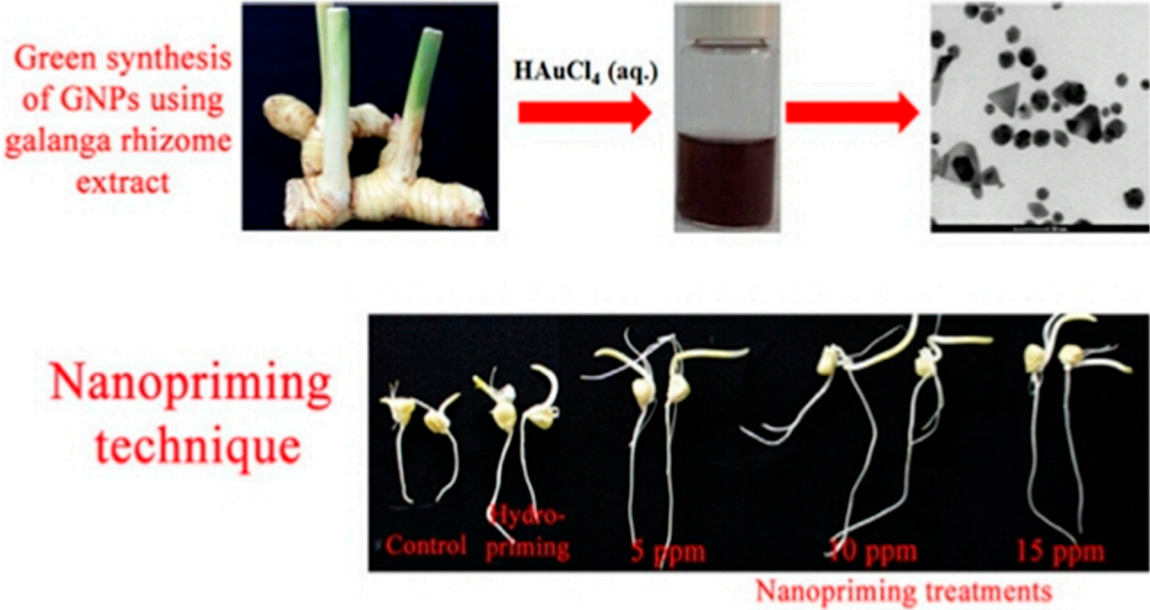 Green synthesis
of GNPs using
galanga rhizome
extract
HAuCl₄ (aq.)
Nanopriming
technique
Control
Hydro-
priming
5 ppm
10 ppm
15 ppm
Nanopriming treatments